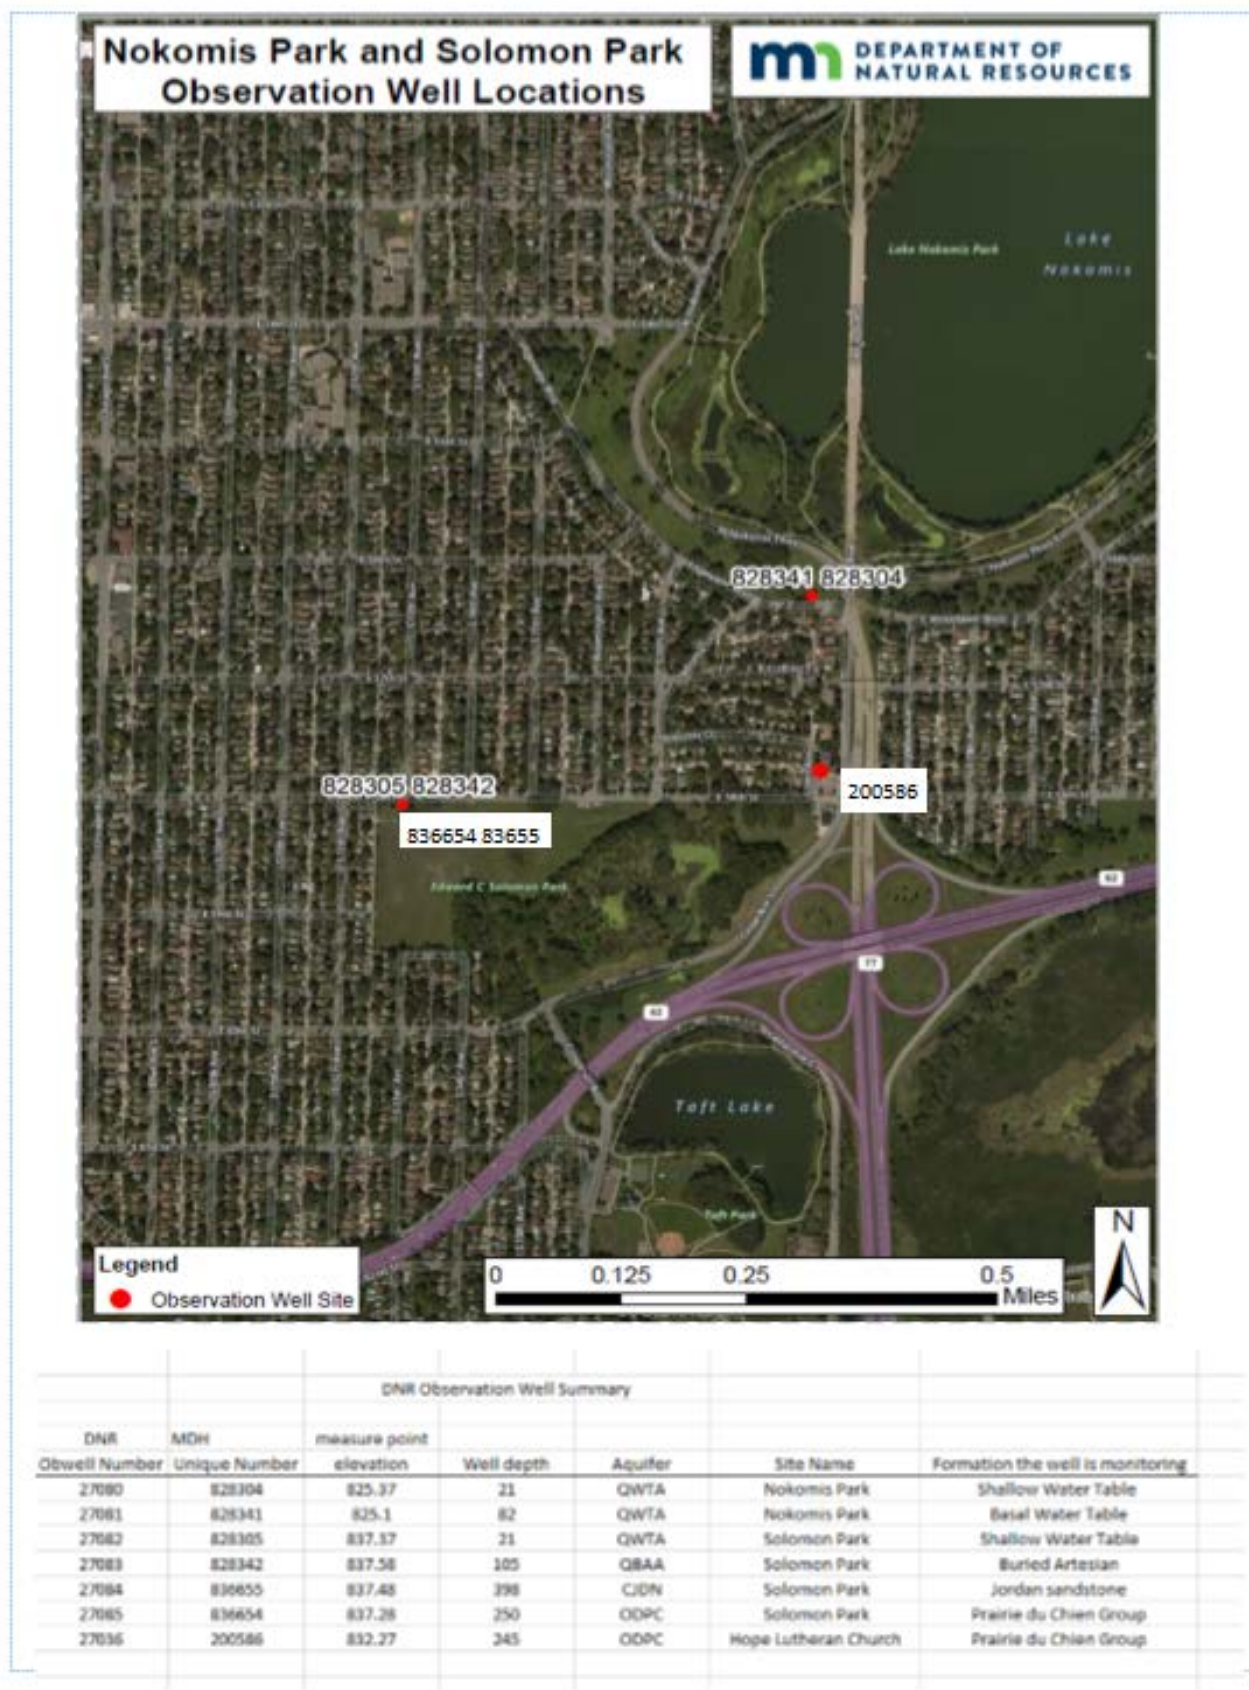 Nokomis Park and Solomon Park
Observation Well Locations
mn DEPARTMENT OF
NATURAL RESOURCES
Lake Nokomis Park
Lake
Nokomis
828341 828304
200586
828305 828342
836654 83655
Edward C Solomon Park
62
77
62
Taft Lake
Taft Park
Legend
Observation Well Site
0 0.125 0.25 0.5
Miles
N
DNR Observation Well Summary
DNR MDH measure point
Obwell Number Unique Number elevation Well depth Aquifer Site Name Formation the well is monitoring
27080 828304 825.37 21 QWTA Nokomis Park Shallow Water Table
27081 828341 825.1 82 QWTA Nokomis Park Basal Water Table
27082 828305 837.37 21 QWTA Solomon Park Shallow Water Table
27083 828342 837.58 105 QBAA Solomon Park Buried Artesian
27084 836655 837.48 398 CJDN Solomon Park Jordan sandstone
27085 836654 837.28 250 ODPC Solomon Park Prairie du Chien Group
27036 200586 832.27 245 ODPC Hope Lutheran Church Prairie du Chien Group